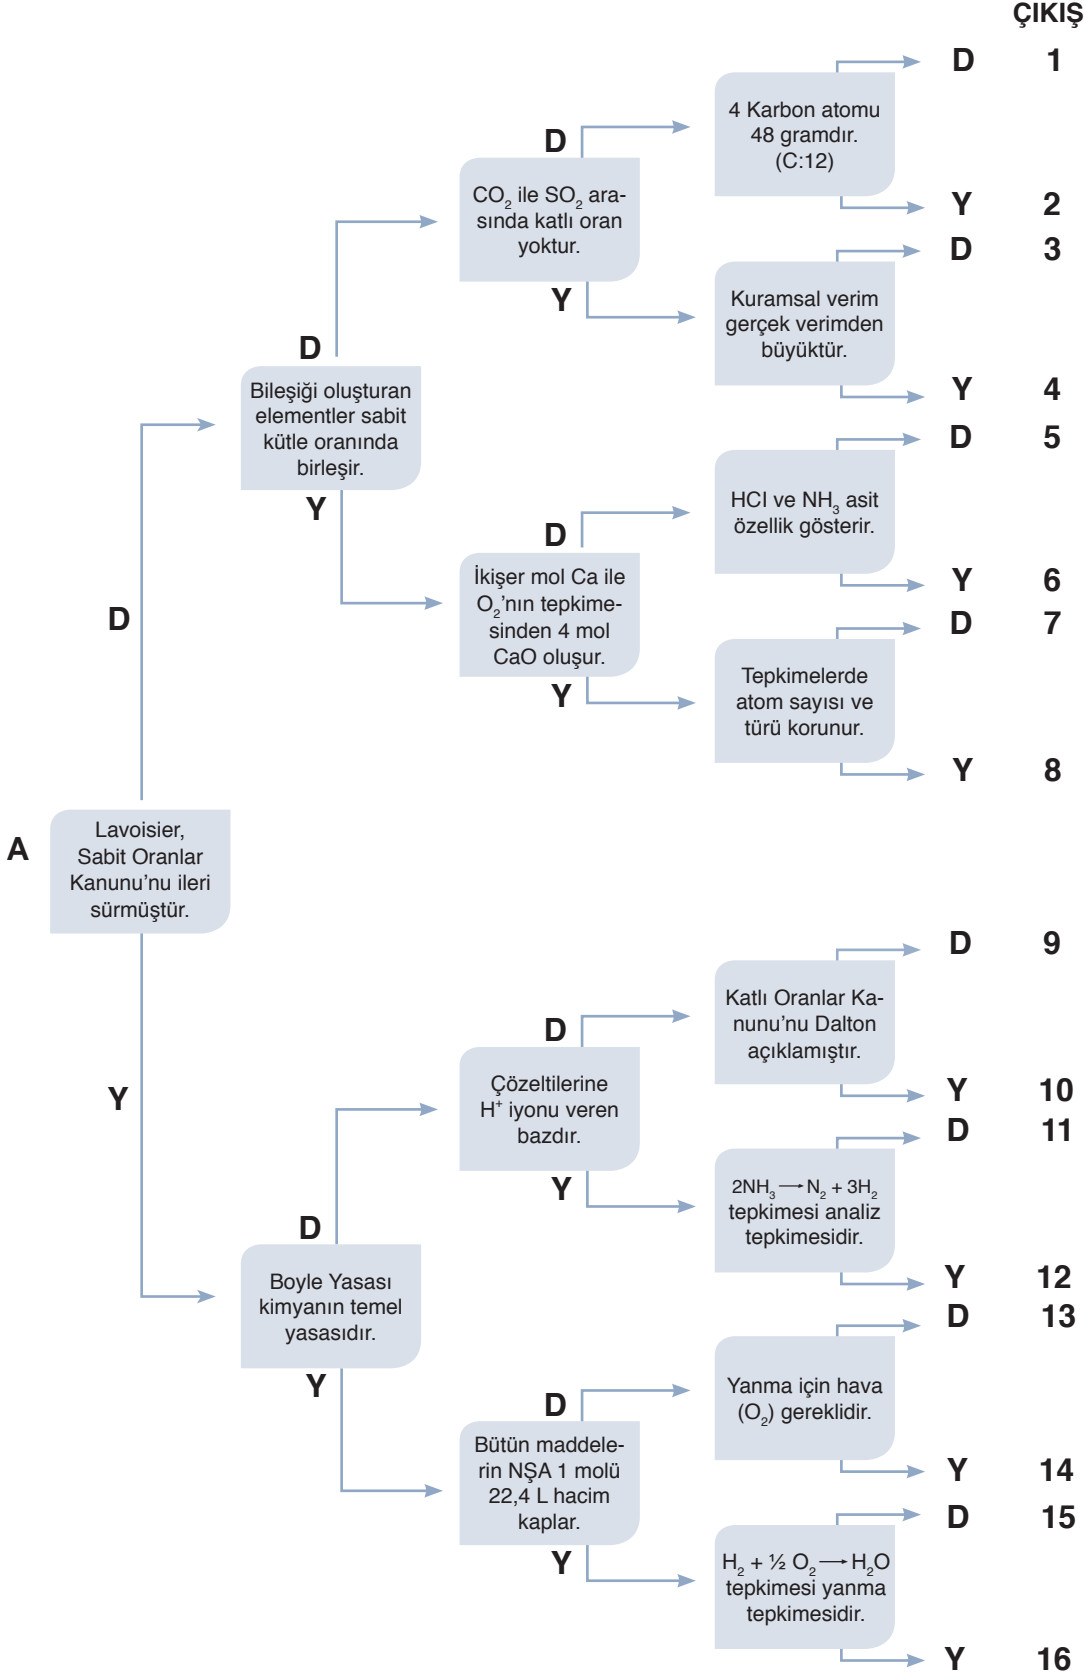 ÇIKIŞ
D 1
4 Karbon atomu
48 gramdır.
(C:12)
D
CO₂ ile SO₂ ara-
sında katlı oran
yoktur.
Y 2
D 3
Y
Kuramsal verim
gerçek verimden
büyüktür.
D
Bileşiği oluşturan
elementler sabit
kütle oranında
birleşir.
Y 4
D 5
Y
HCl ve NH₃ asit
özellik gösterir.
D
İkişer mol Ca ile
O₂’nın tepkime-
sinden 4 mol
CaO oluşur.
Y 6
D
D 7
Y
Tepkimelerde
atom sayısı ve
türü korunur.
Y 8
A
Lavoisier,
Sabit Oranlar
Kanunu’nu ileri
sürmüştür.
D 9
Katlı Oranlar Ka-
nunu’nu Dalton
açıklamıştır.
D
Çözeltilerine
H⁺ iyonu veren
bazdır.
Y
Y 10
D 11
Y
2NH₃ ⟶ N₂ + 3H₂
tepkimesi analiz
tepkimesidir.
D
Boyle Yasası
kimyanın temel
yasasıdır.
Y 12
D 13
Y
Yanma için hava
(O₂) gereklidir.
D
Bütün maddele-
rin NŞA 1 molü
22,4 L hacim
kaplar.
Y 14
D 15
Y
H₂ + ½ O₂ ⟶ H₂O
tepkimesi yanma
tepkimesidir.
Y 16